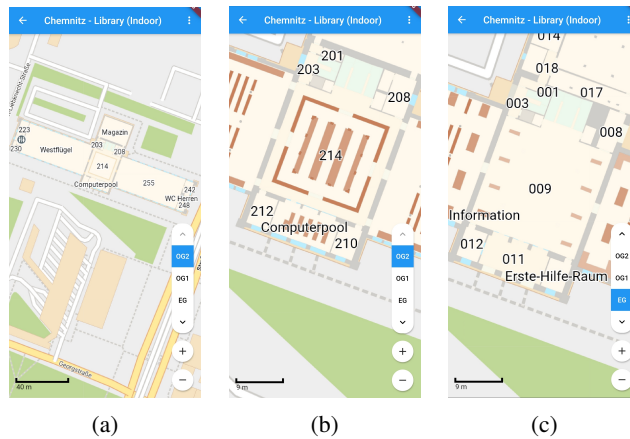 Chemnitz - Library (Indoor)
223
230
Westflügel
Magazin
203
208
214
Computerpool
255
242
WC Herren
248
OG2
OG1
EG
Georgstraße
40 m
(a)
Chemnitz - Library (Indoor)
201
203
208
214
212
Computerpool
210
OG2
OG1
EG
9 m
(b)
Chemnitz - Library (Indoor)
014
018
001
017
003
008
009
Information
012
011
Erste-Hilfe-Raum
OG2
OG1
EG
9 m
(c)